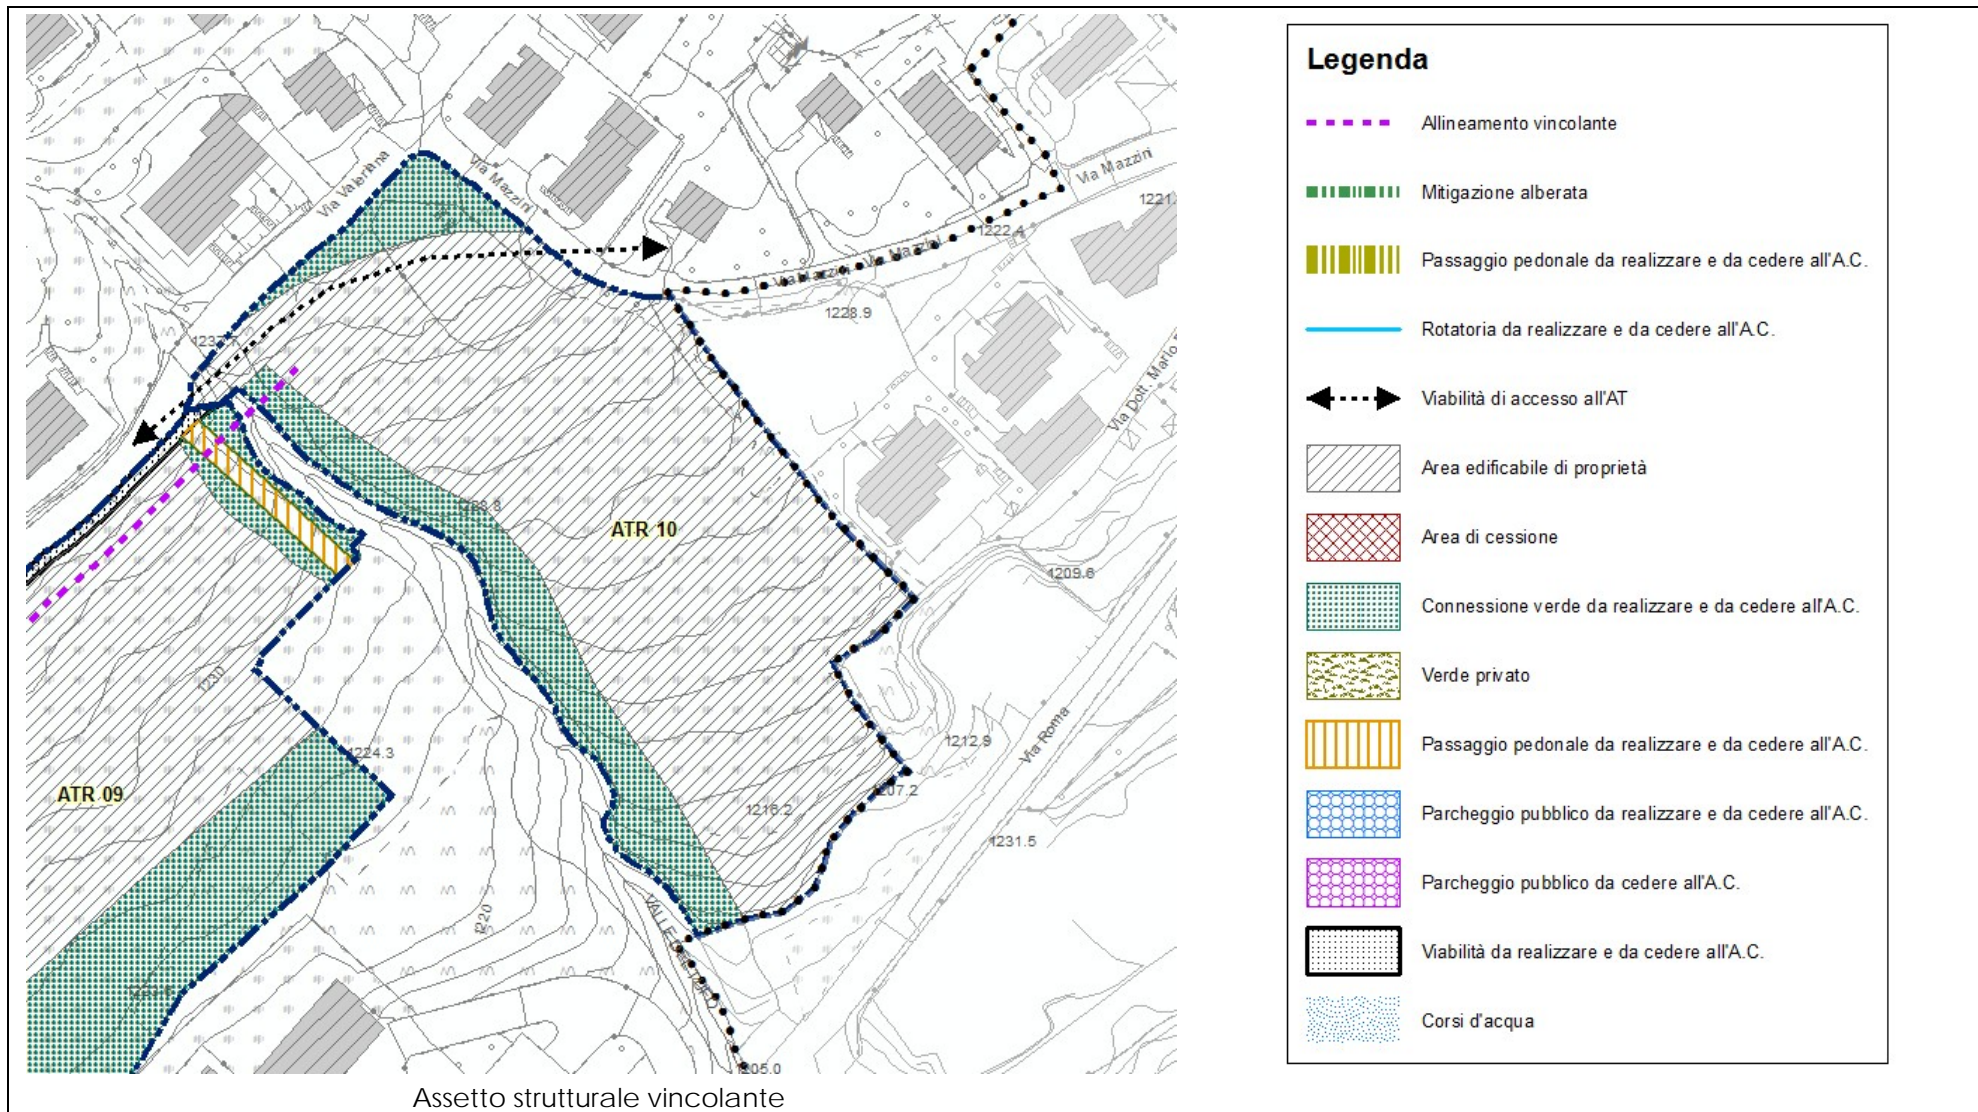 Via Valeriana
Via Mazzini
Via Mazzini
1221.
1222.4
Via Mazzini
Via Mazzini
1228.9
Via Dott. Mario
ATR 10
1209.6
1230
1224.3
ATR 09
1212.9
Via Roma
1207.2
1216.2
1231.5
1220
1205.0
Assetto strutturale vincolante
Legenda
Allineamento vincolante
Mitigazione alberata
Passaggio pedonale da realizzare e da cedere all'A.C.
Rotatoria da realizzare e da cedere all'A.C.
Viabilità di accesso all'AT
Area edificabile di proprietà
Area di cessione
Connessione verde da realizzare e da cedere all'A.C.
Verde privato
Passaggio pedonale da realizzare e da cedere all'A.C.
Parcheggio pubblico da realizzare e da cedere all'A.C.
Parcheggio pubblico da cedere all'A.C.
Viabilità da realizzare e da cedere all'A.C.
Corsi d'acqua